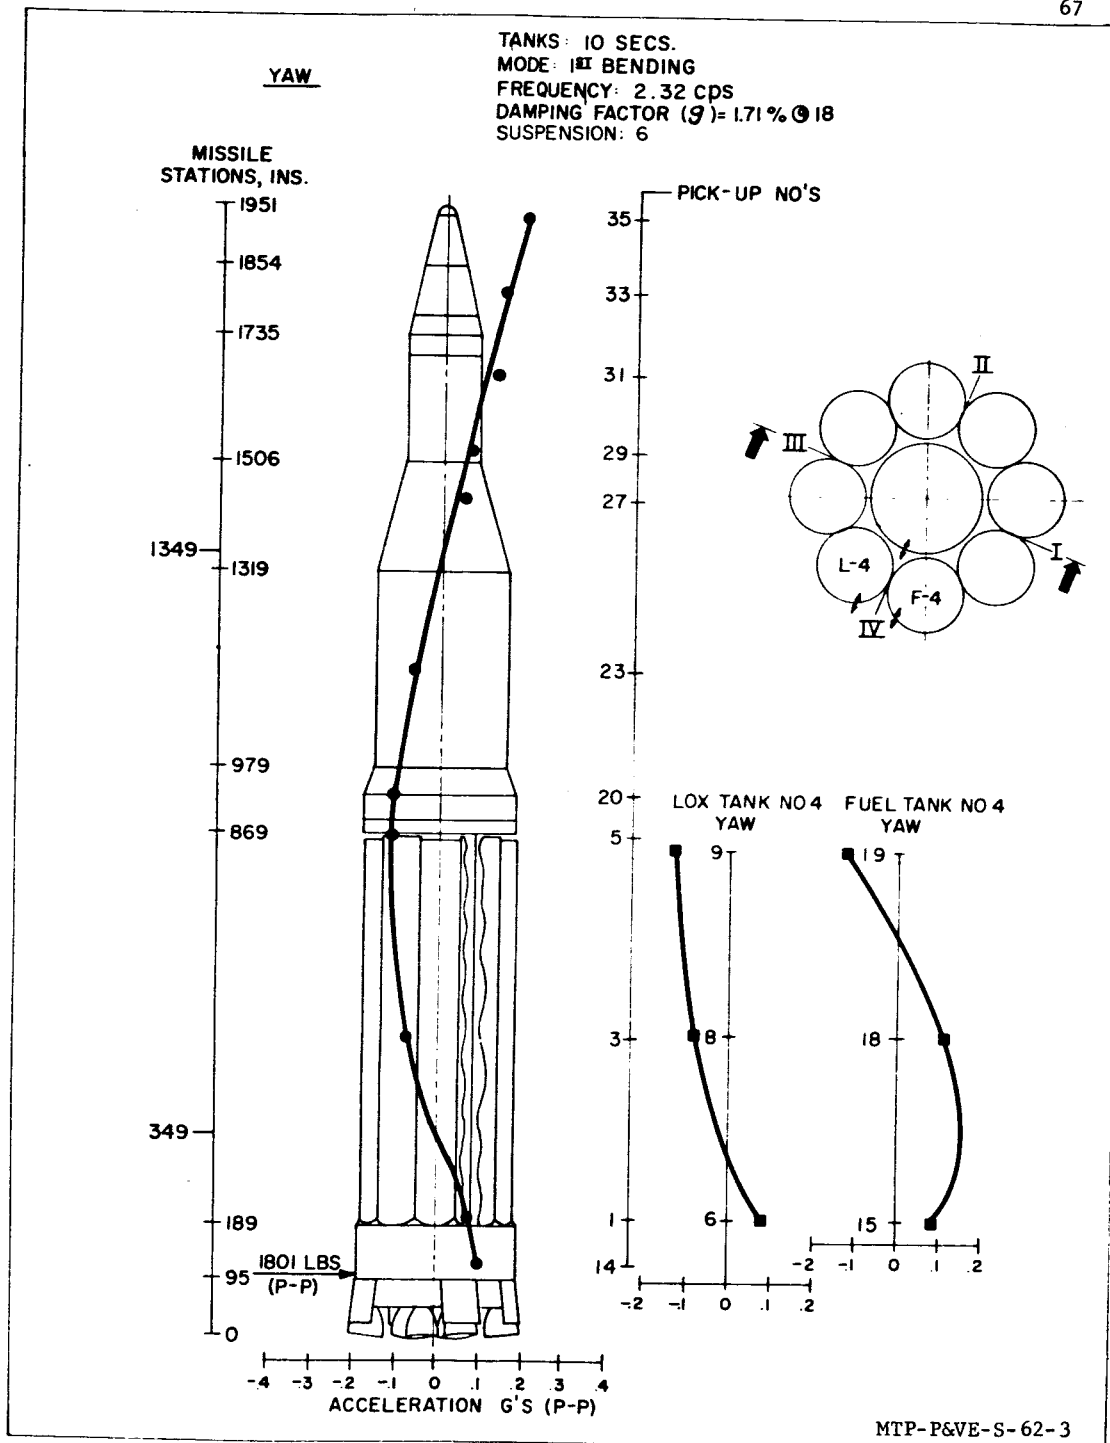 67
TANKS: 10 SECS.
MODE: 1ST BENDING
FREQUENCY: 2.32 cps
DAMPING FACTOR (g)= 1.71% @ 18
SUSPENSION: 6
YAW
MISSILE
STATIONS, INS.
1951
1854
1735
1506
1349
1319
979
869
349
189
95
0
1801 LBS
(P-P)
-.4 -.3 -.2 -.1 0 .1 .2 .3 .4
ACCELERATION G'S (P-P)
PICK-UP NO'S
35
33
31
29
27
23
20
5
3
1
14
II
III
I
L-4
F-4
IV
LOX TANK NO 4
YAW
9
8
6
-.2 -.1 0 .1 .2
FUEL TANK NO 4
YAW
19
18
15
-.2 -.1 0 .1 .2
MTP-P&VE-S-62-3